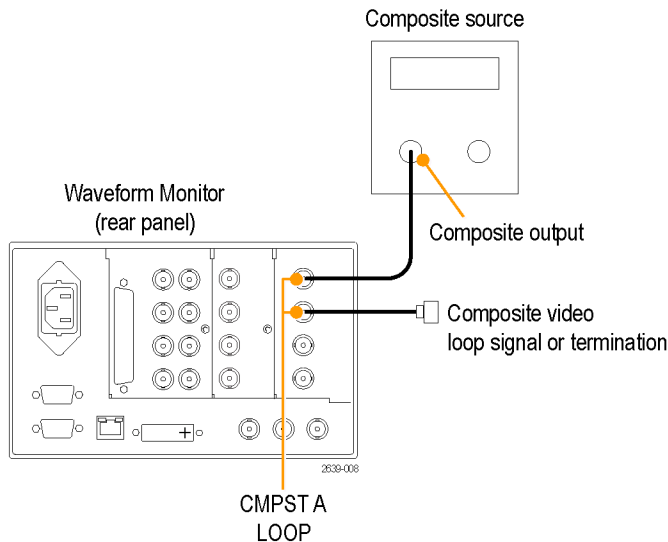 Composite source
Waveform Monitor
(rear panel)
Composite output
Composite video
loop signal or termination
2639-008
CMPST A
LOOP